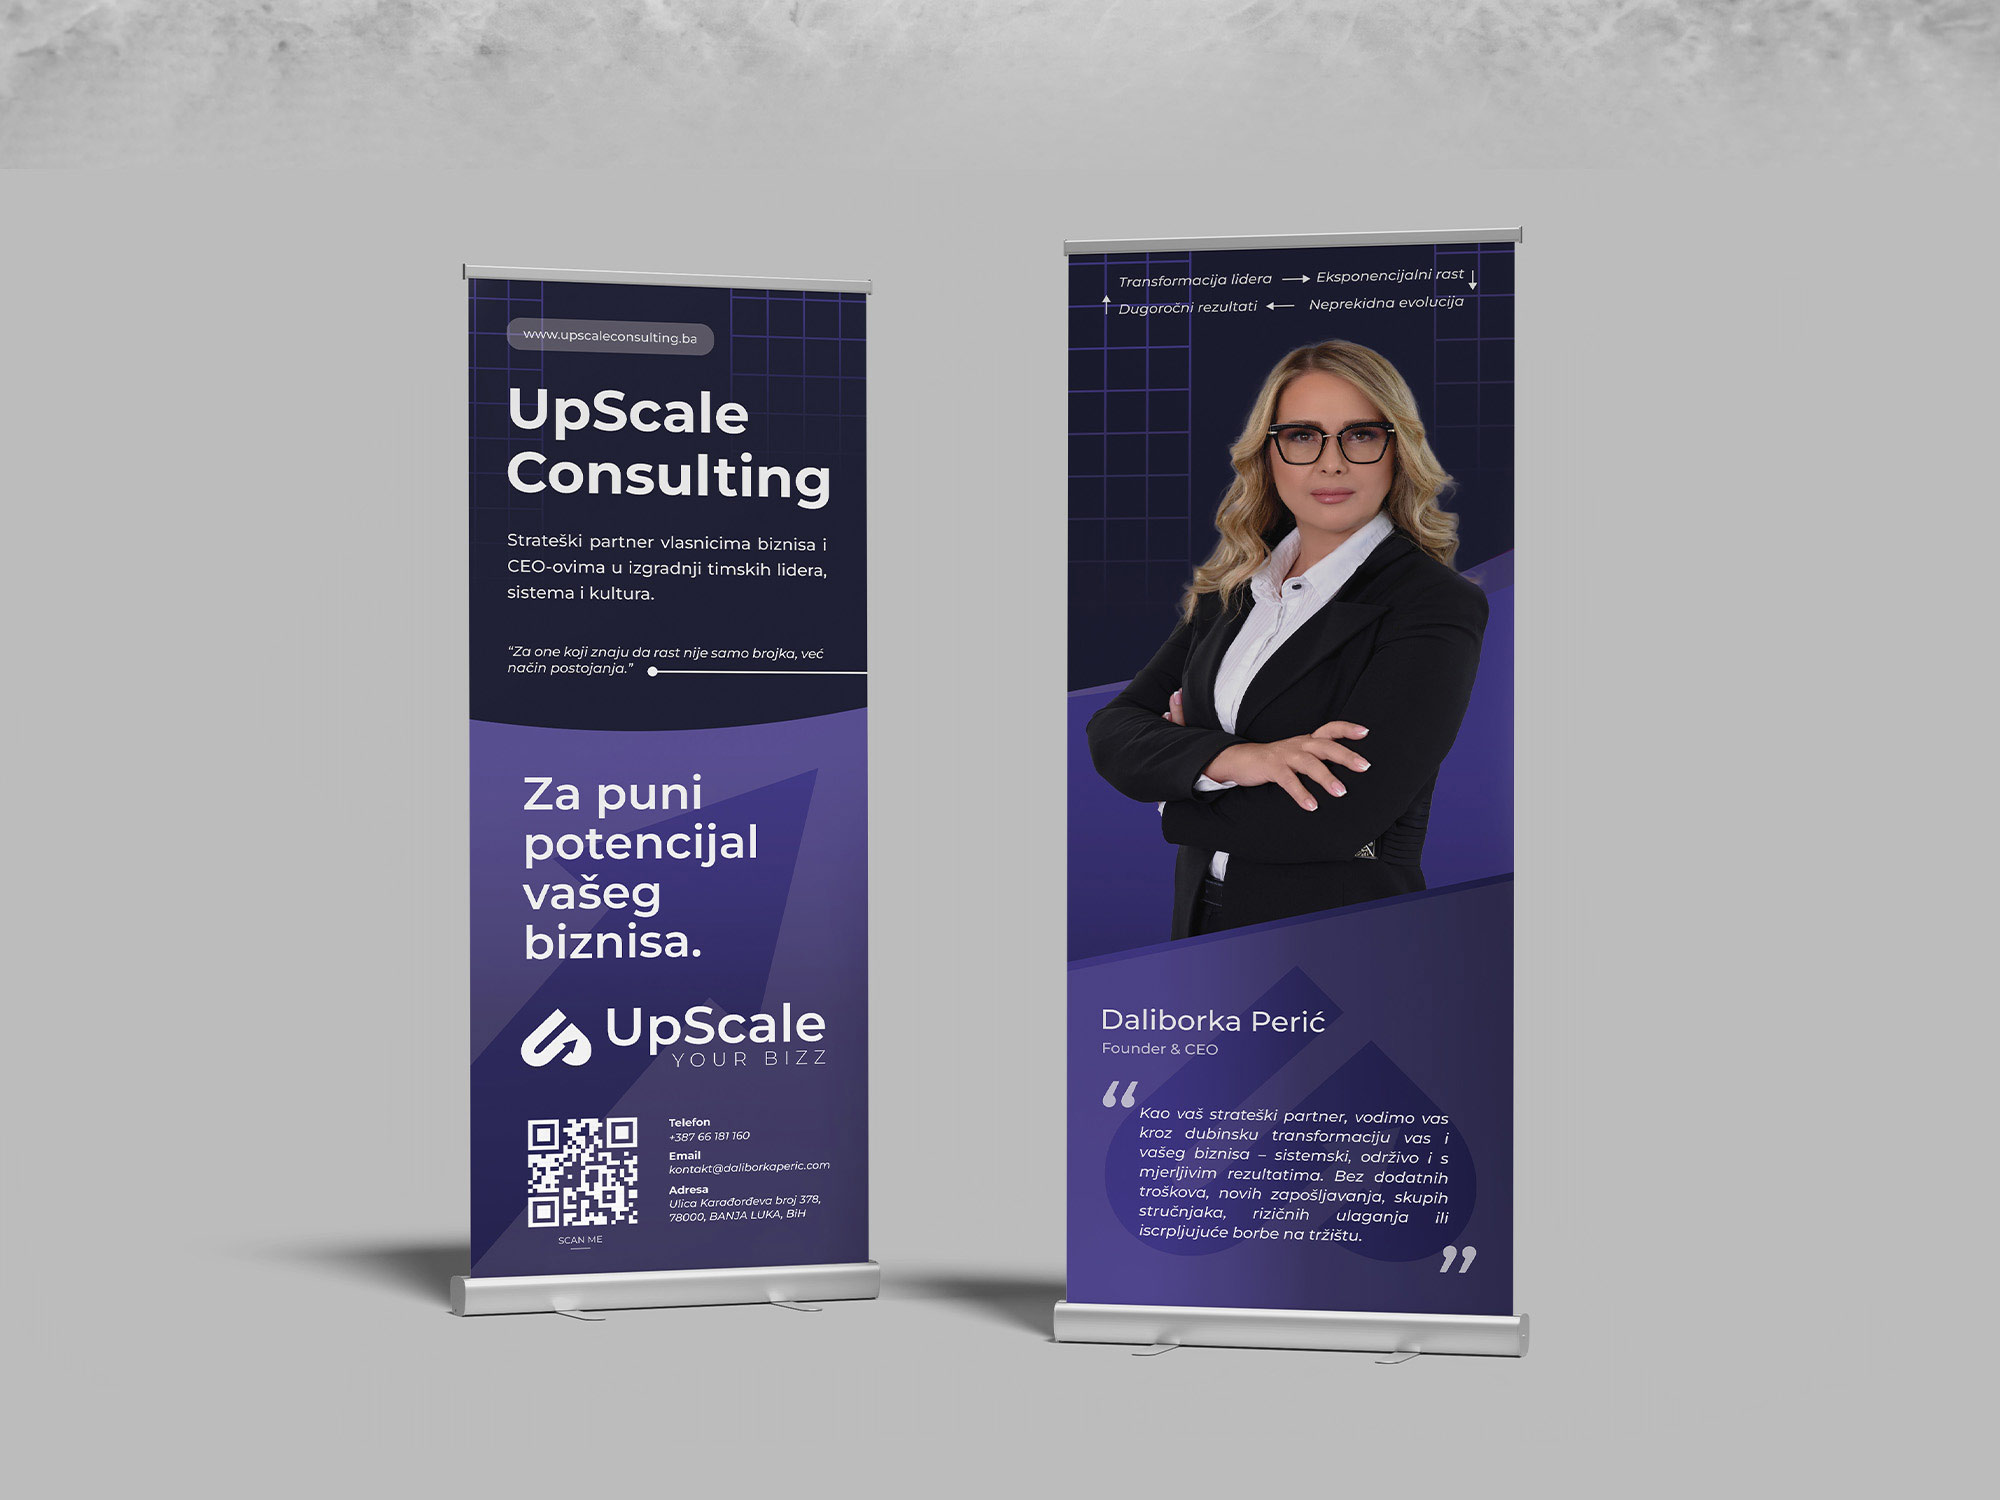 www.upscaleconsulting.ba
UpScale
Consulting
Strateški partner vlasnicima biznisa i
CEO-ovima u izgradnji timskih lidera,
sistema i kultura.
“Za one koji znaju da rast nije samo brojka, već
način postojanja.”
Za puni
potencijal
vašeg
biznisa.
UpScale
YOUR BIZZ
SCAN ME
Telefon
+387 66 181 160
Email
kontakt@daliborkaperic.com
Adresa
Ulica Karađorđeva broj 378,
78000, BANJA LUKA, BiH
Transformacija lidera → Eksponencijalni rast ↓
↑ Dugoročni rezultati ← Neprekidna evolucija
Daliborka Perić
Founder & CEO
“
Kao vaš strateški partner, vodimo vas
kroz dubinsku transformaciju vas i
vašeg biznisa – sistemski, održivo i s
mjerljivim rezultatima. Bez dodatnih
troškova, novih zapošljavanja, skupih
stručnjaka, rizičnih ulaganja ili
iscrpljujuće borbe na tržištu.
”